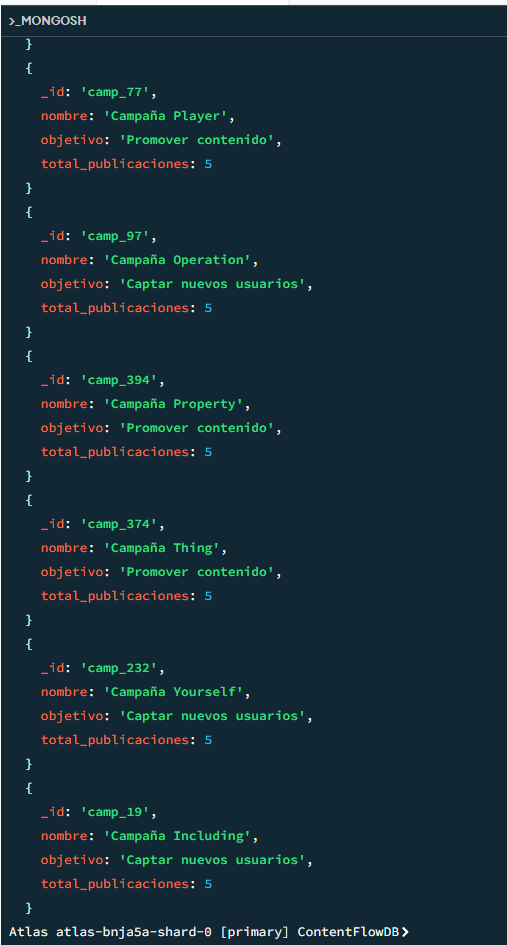 >_MONGOSH
}
{
_id: 'camp_77',
nombre: 'Campaña Player',
objetivo: 'Promover contenido',
total_publicaciones: 5
}
{
_id: 'camp_97',
nombre: 'Campaña Operation',
objetivo: 'Captar nuevos usuarios',
total_publicaciones: 5
}
{
_id: 'camp_394',
nombre: 'Campaña Property',
objetivo: 'Promover contenido',
total_publicaciones: 5
}
{
_id: 'camp_374',
nombre: 'Campaña Thing',
objetivo: 'Promover contenido',
total_publicaciones: 5
}
{
_id: 'camp_232',
nombre: 'Campaña Yourself',
objetivo: 'Captar nuevos usuarios',
total_publicaciones: 5
}
{
_id: 'camp_19',
nombre: 'Campaña Including',
objetivo: 'Captar nuevos usuarios',
total_publicaciones: 5
}
Atlas atlas-bnja5a-shard-0 [primary] ContentFlowDB>